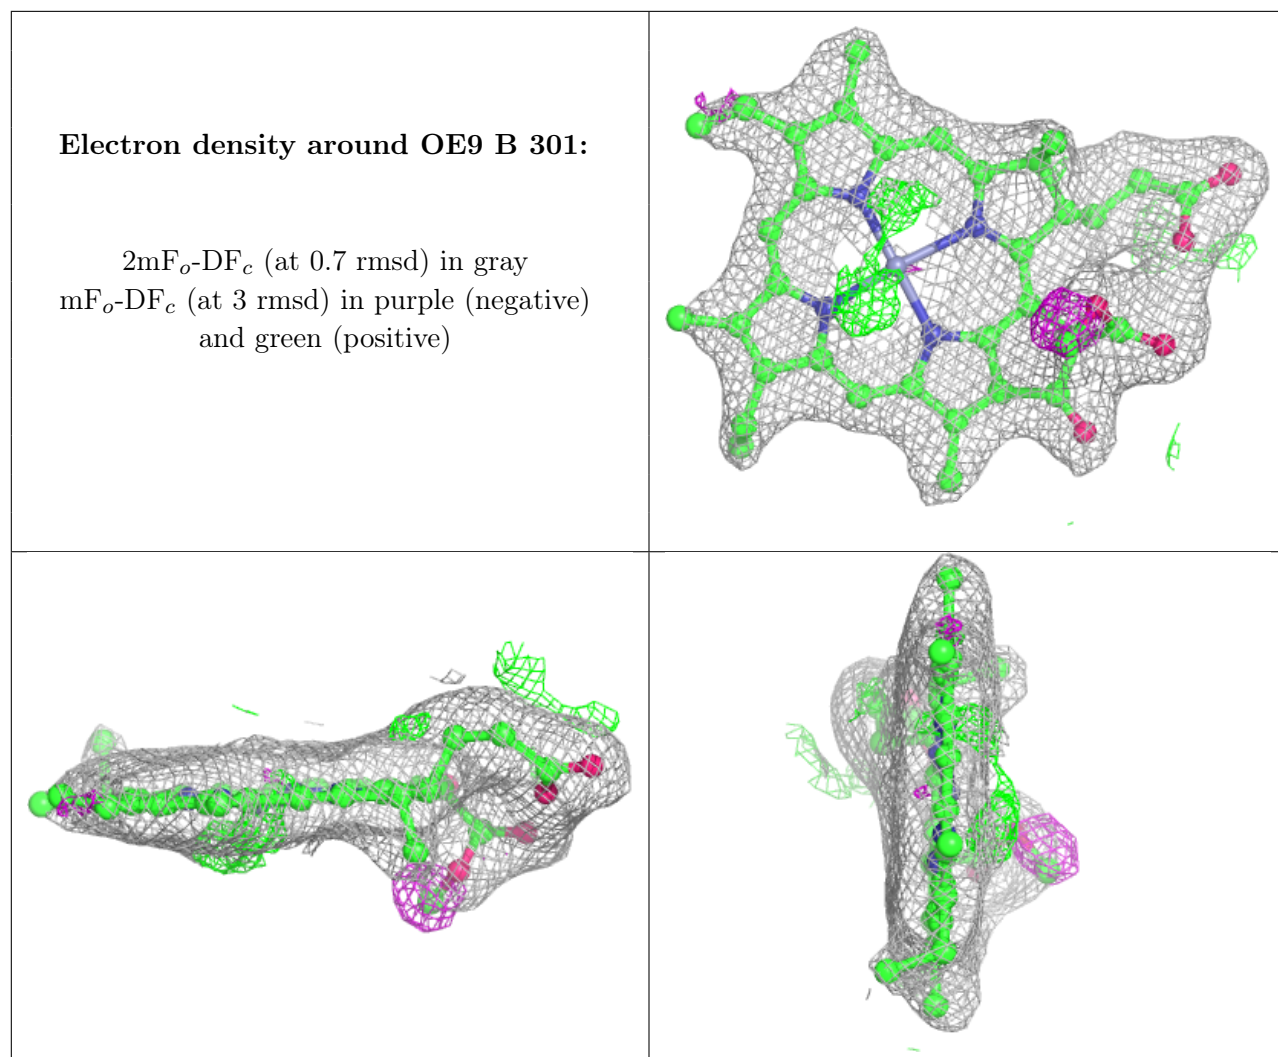 Electron density around OE9 B 301:
2mFₒ-DF𝒸 (at 0.7 rmsd) in gray
mFₒ-DF𝒸 (at 3 rmsd) in purple (negative)
and green (positive)